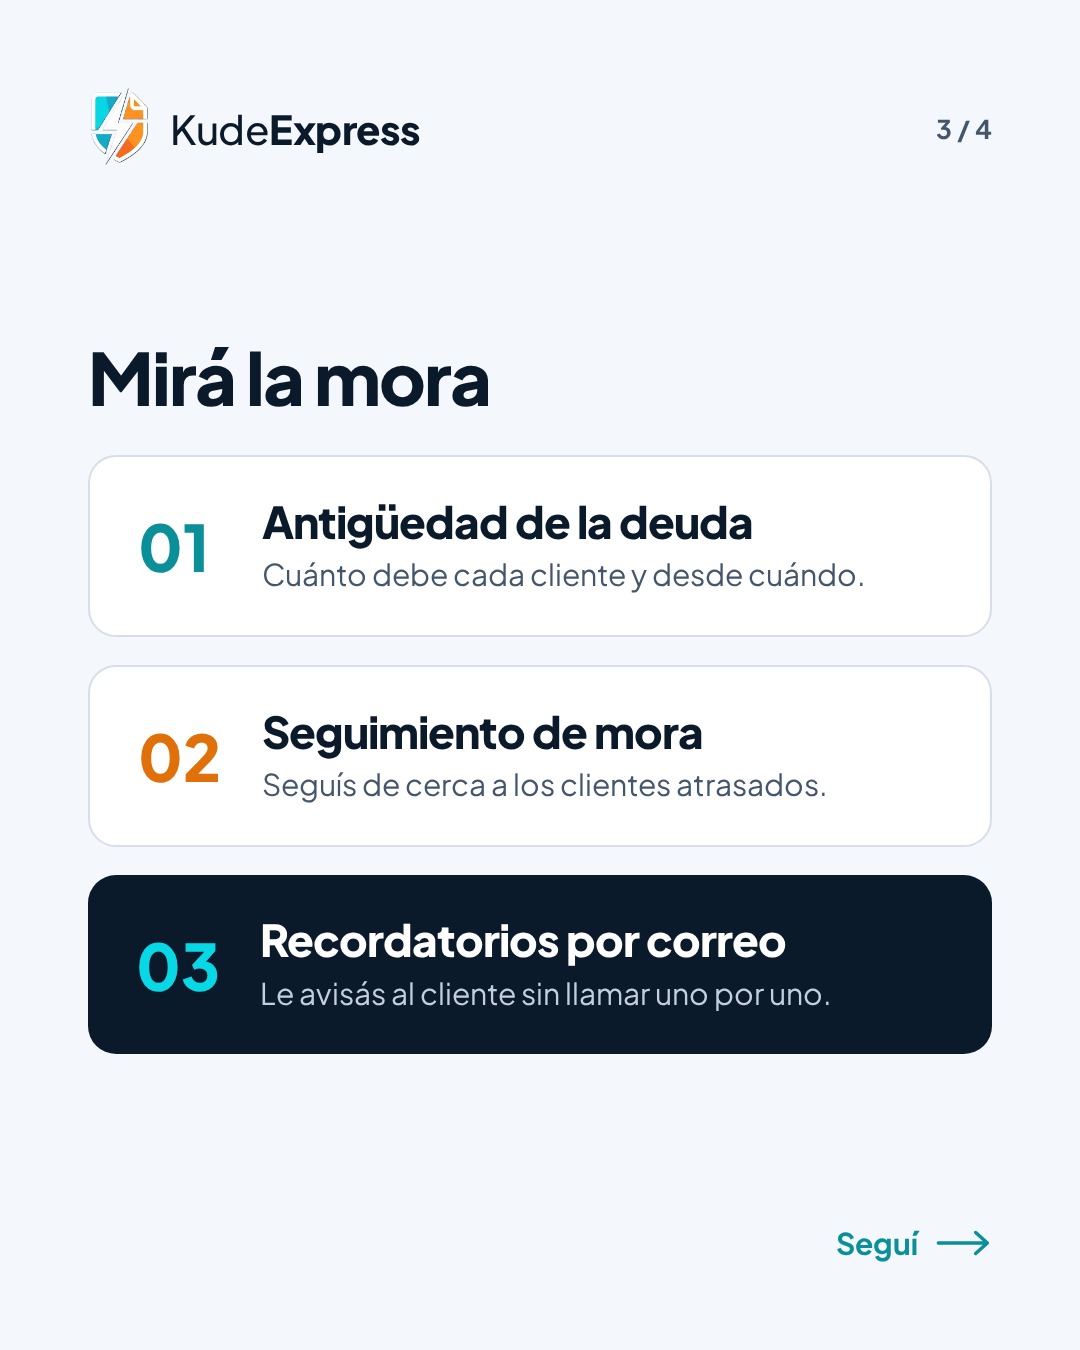 KudeExpress
3 / 4
Mirá la mora
01
Antigüedad de la deuda
Cuánto debe cada cliente y desde cuándo.
02
Seguimiento de mora
Seguís de cerca a los clientes atrasados.
03
Recordatorios por correo
Le avisás al cliente sin llamar uno por uno.
Seguí